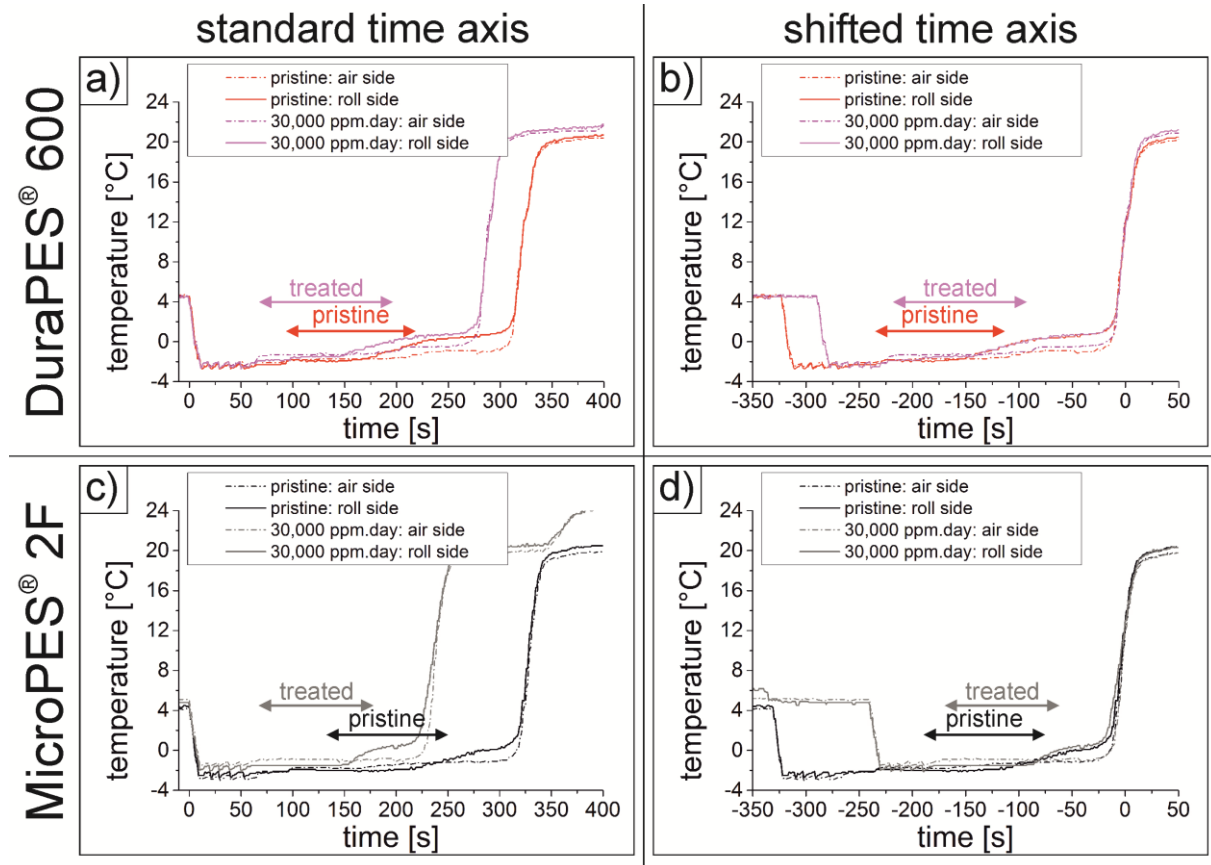 standard time axis
shifted time axis
DuraPES® 600
a)
pristine: air side
pristine: roll side
30,000 ppm.day: air side
30,000 ppm.day: roll side
24
20
16
12
8
4
0
-4
temperature [°C]
treated
pristine
0 50 100 150 200 250 300 350 400
time [s]
b)
pristine: air side
pristine: roll side
30,000 ppm.day: air side
30,000 ppm.day: roll side
24
20
16
12
8
4
0
-4
temperature [°C]
treated
pristine
-350 -300 -250 -200 -150 -100 -50 0 50
time [s]
MicroPES® 2F
c)
pristine: air side
pristine: roll side
30,000 ppm.day: air side
30,000 ppm.day: roll side
24
20
16
12
8
4
0
-4
temperature [°C]
treated
pristine
0 50 100 150 200 250 300 350 400
time [s]
d)
pristine: air side
pristine: roll side
30,000 ppm.day: air side
30,000 ppm.day: roll side
24
20
16
12
8
4
0
-4
temperature [°C]
treated
pristine
-350 -300 -250 -200 -150 -100 -50 0 50
time [s]